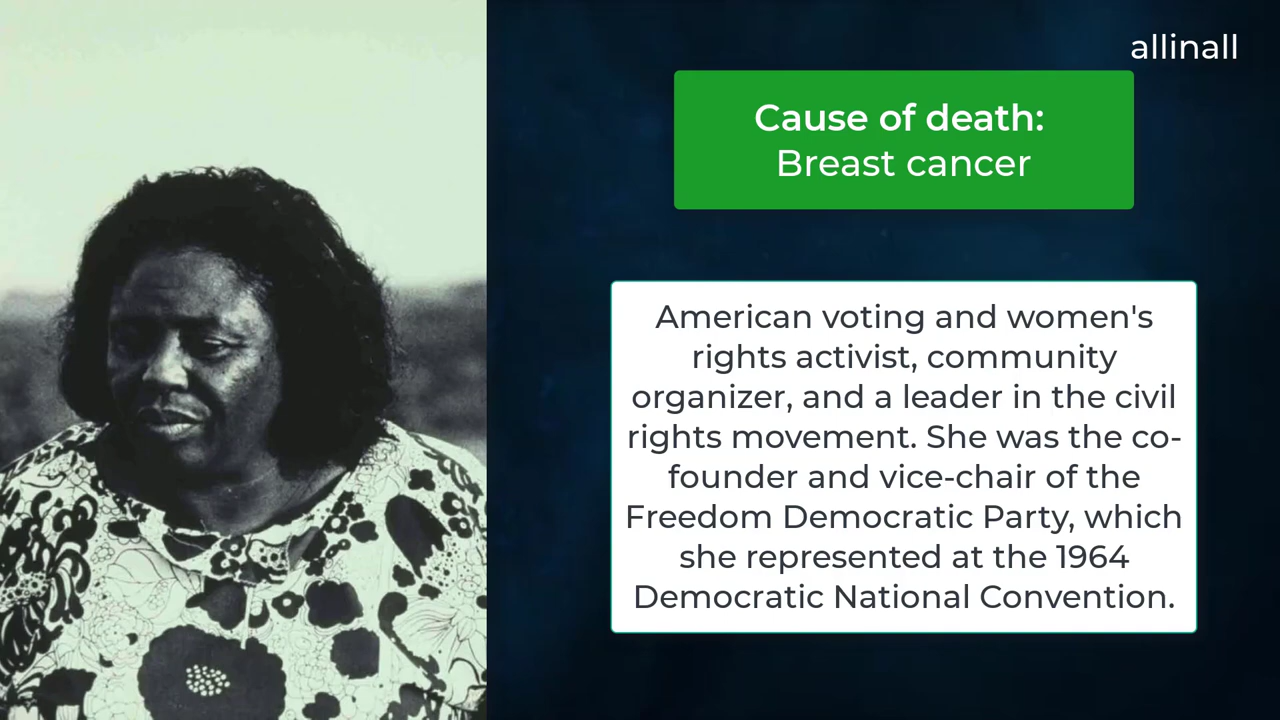 allinall
Cause of death:
Breast cancer
American voting and women's
rights activist, community
organizer, and a leader in the civil
rights movement. She was the co-
founder and vice-chair of the
Freedom Democratic Party, which
she represented at the 1964
Democratic National Convention.